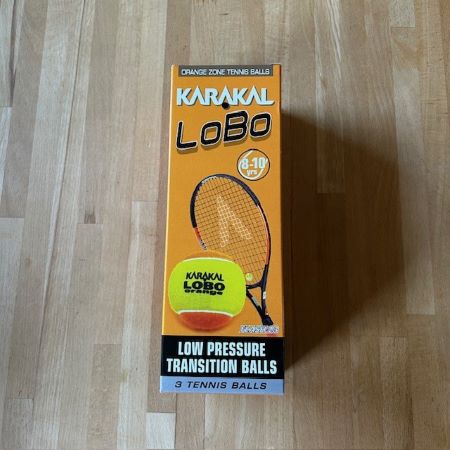 ORANGE ZONE TENNIS BALLS
KARAKAL
LOBO
8-10
yrs
KARAKAL
LOBO
orange
LOW PRESSURE
TRANSITION BALLS
3 TENNIS BALLS